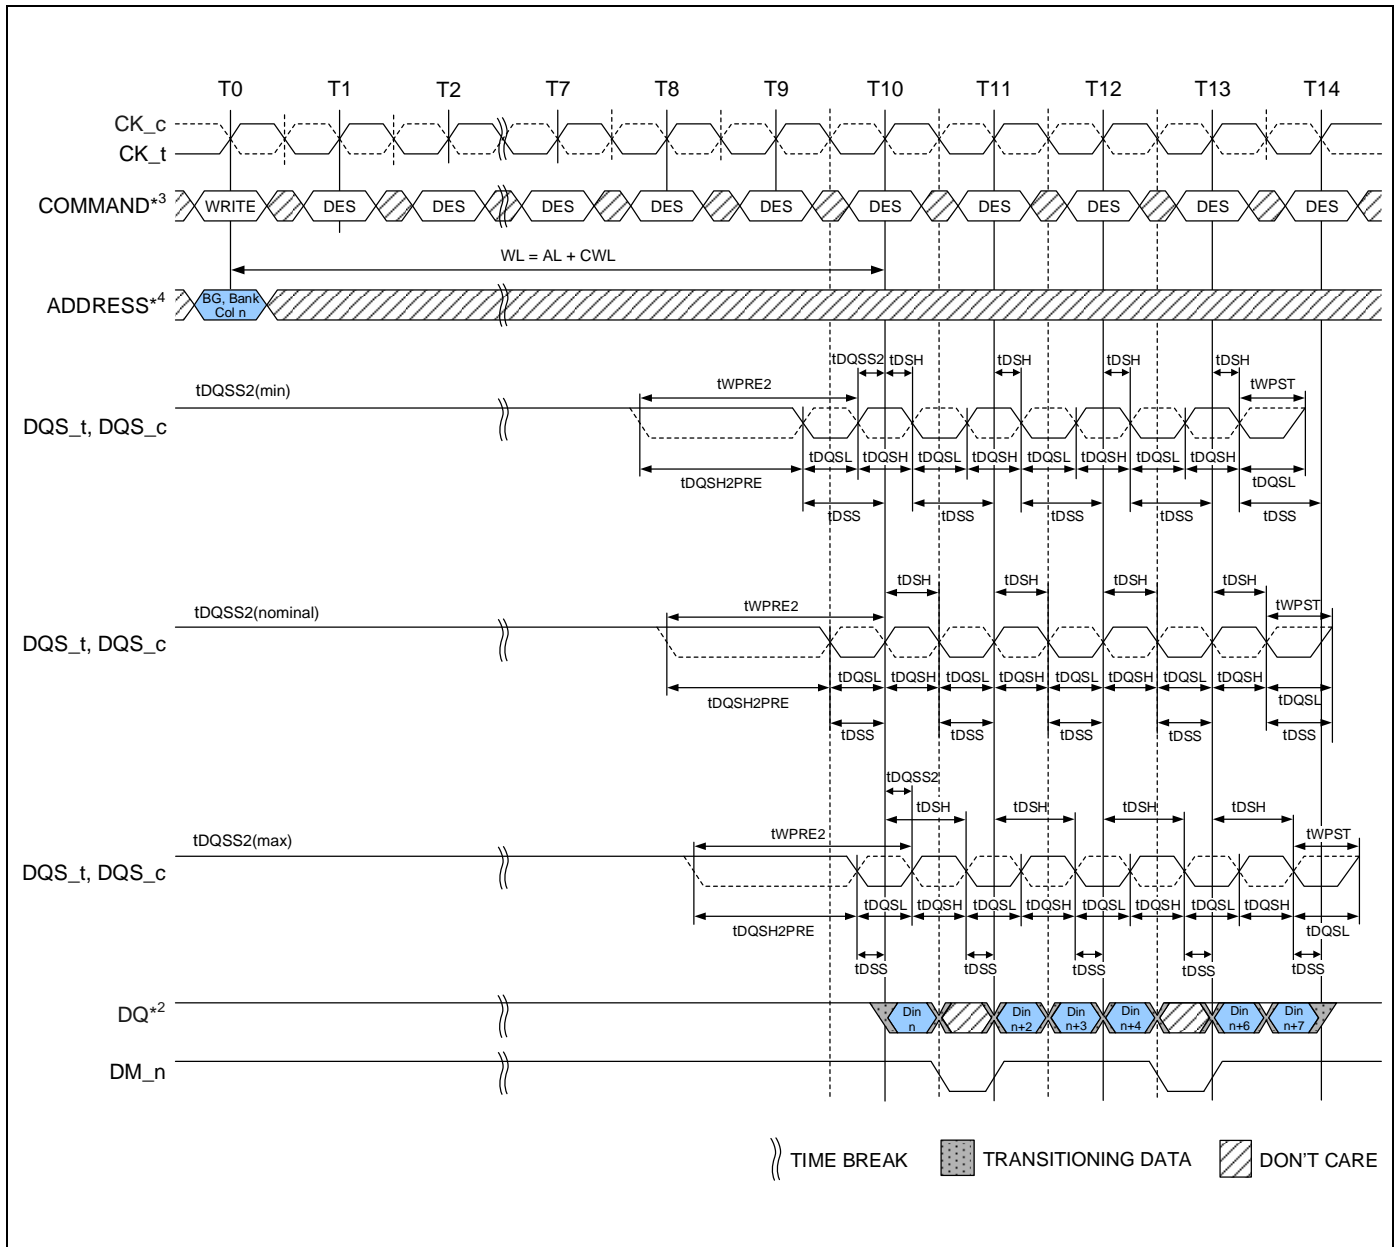 T0 T1 T2 T7 T8 T9 T10 T11 T12 T13 T14
CK_c
CK_t
COMMAND*3 WRITE DES DES DES DES DES DES DES DES DES DES
WL = AL + CWL
ADDRESS*4 BG, Bank
Col n
tDQSS2 tDSH tDSH tDSH tDSH
tDQSS2(min) tWPRE2 tWPST
DQS_t, DQS_c
tDQSL tDQSH tDQSL tDQSH tDQSL tDQSH tDQSL tDQSH
tDQSH2PRE tDQSL
tDSS tDSS tDSS tDSS tDSS
tDSH tDSH tDSH tDSH
tDQSS2(nominal) tWPRE2 tWPST
DQS_t, DQS_c
tDQSL tDQSH tDQSL tDQSH tDQSL tDQSH tDQSL tDQSH
tDQSH2PRE tDQSL
tDSS tDSS tDSS tDSS tDSS
tDQSS2
tDSH tDSH tDSH tDSH
tDQSS2(max) tWPRE2 tWPST
DQS_t, DQS_c
tDQSL tDQSH tDQSL tDQSH tDQSL tDQSH tDQSL tDQSH
tDQSH2PRE tDQSL
tDSS tDSS tDSS tDSS tDSS
DQ*2 Din Din Din Din Din Din
n n+2 n+3 n+4 n+6 n+7
DM_n
TIME BREAK TRANSITIONING DATA DON'T CARE